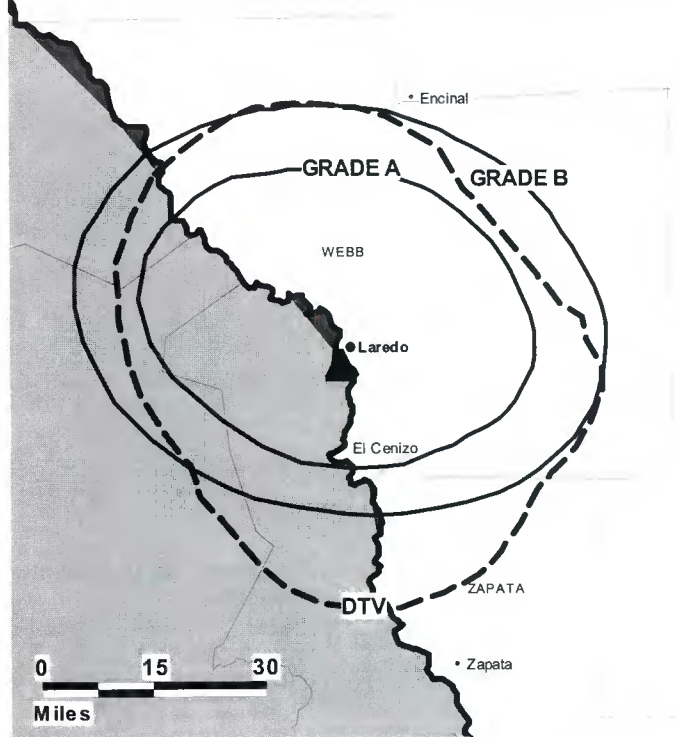 Encinal
GRADE A
GRADE B
WEBB
Laredo
El Cenizo
DTV
ZAPATA
Zapata
0 15 30
Miles